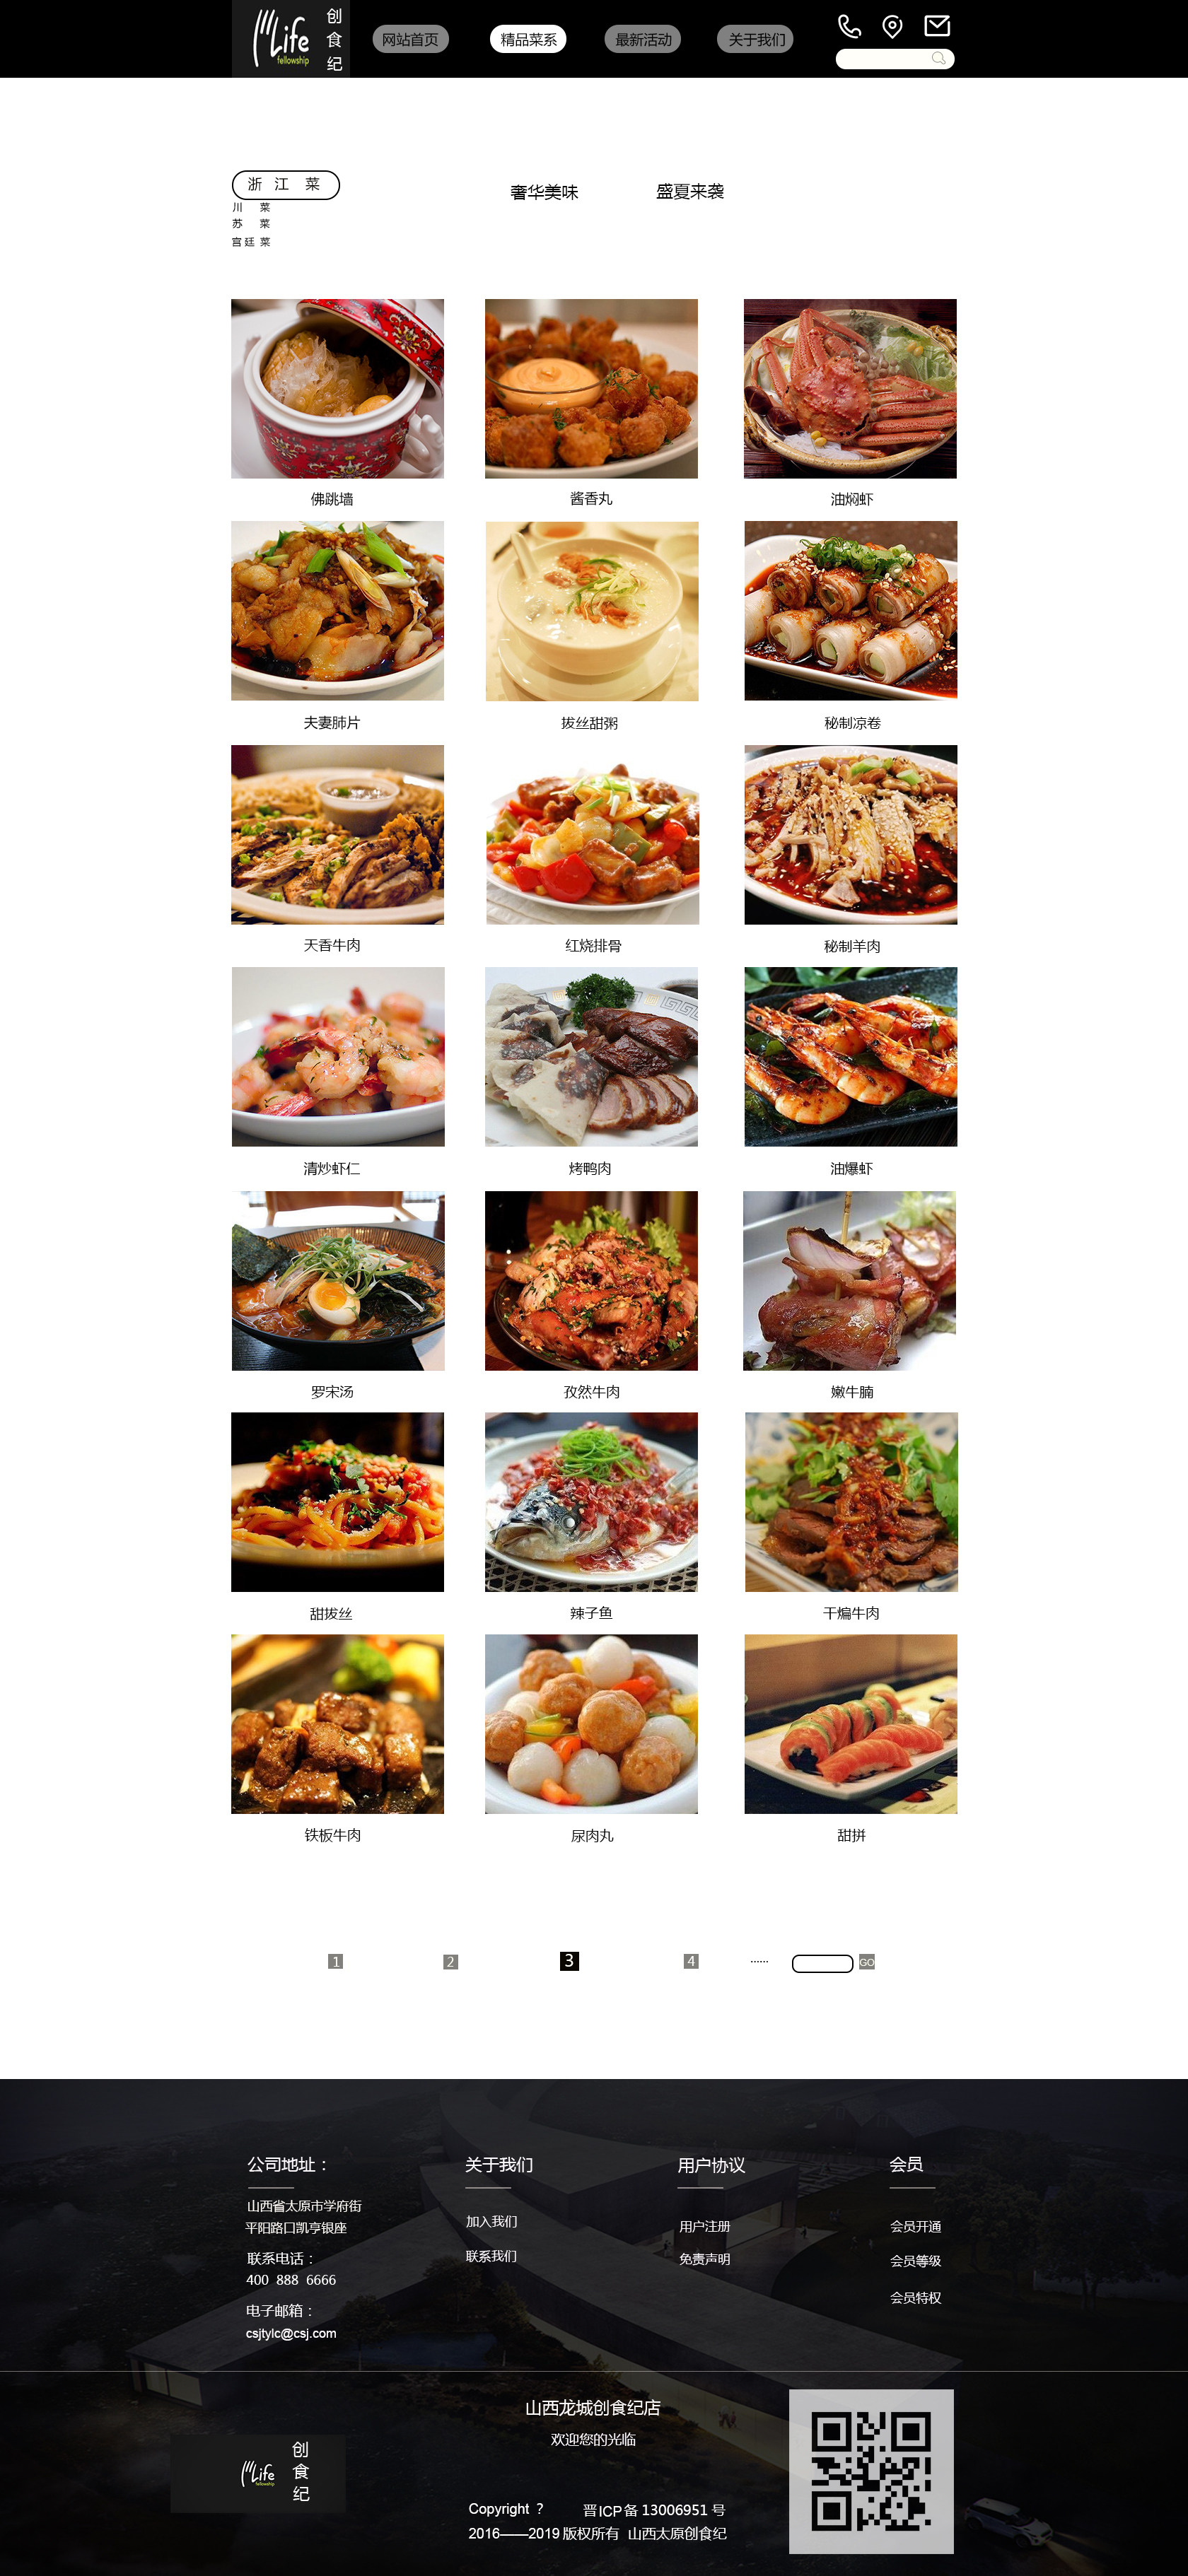 Life
fellowship
创食纪
网站首页
精品菜系
最新活动
关于我们
浙 江 菜
川 菜
苏 菜
宫廷 菜
奢华美味
盛夏来袭
佛跳墙
酱香丸
油焖虾
夫妻肺片
拔丝甜粥
秘制凉卷
天香牛肉
红烧排骨
秘制羊肉
清炒虾仁
烤鸭肉
油爆虾
罗宋汤
孜然牛肉
嫩牛腩
甜拔丝
辣子鱼
干煸牛肉
铁板牛肉
尿肉丸
甜拼
1
2
3
4
......
GO
公司地址：
山西省太原市学府街
平阳路口凯亨银座
联系电话：
400 888 6666
电子邮箱：
csjtylc@csj.com
关于我们
加入我们
联系我们
用户协议
用户注册
免责声明
会员
会员开通
会员等级
会员特权
Life
fellowship
创食纪
山西龙城创食纪店
欢迎您的光临
Copyright ? 晋ICP备 13006951 号
2016——2019 版权所有 山西太原创食纪